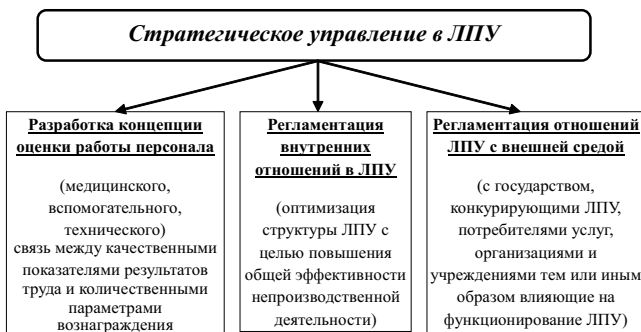 Стратегическое управление в ЛПУ
Разработка концепции
оценки работы персонала
(медицинского,
вспомогательного,
технического)
связь между качественными
показателями результатов
труда и количественными
параметрами
вознаграждения
Регламентация
внутренних
отношений в ЛПУ
(оптимизация
структуры ЛПУ с
целью повышения
общей эффективности
непроизводственной
деятельности)
Регламентация отношений
ЛПУ с внешней средой
(с государством,
конкурирующими ЛПУ,
потребителями услуг,
организациями и
учреждениями тем или иным
образом влияющие на
функционирование ЛПУ)